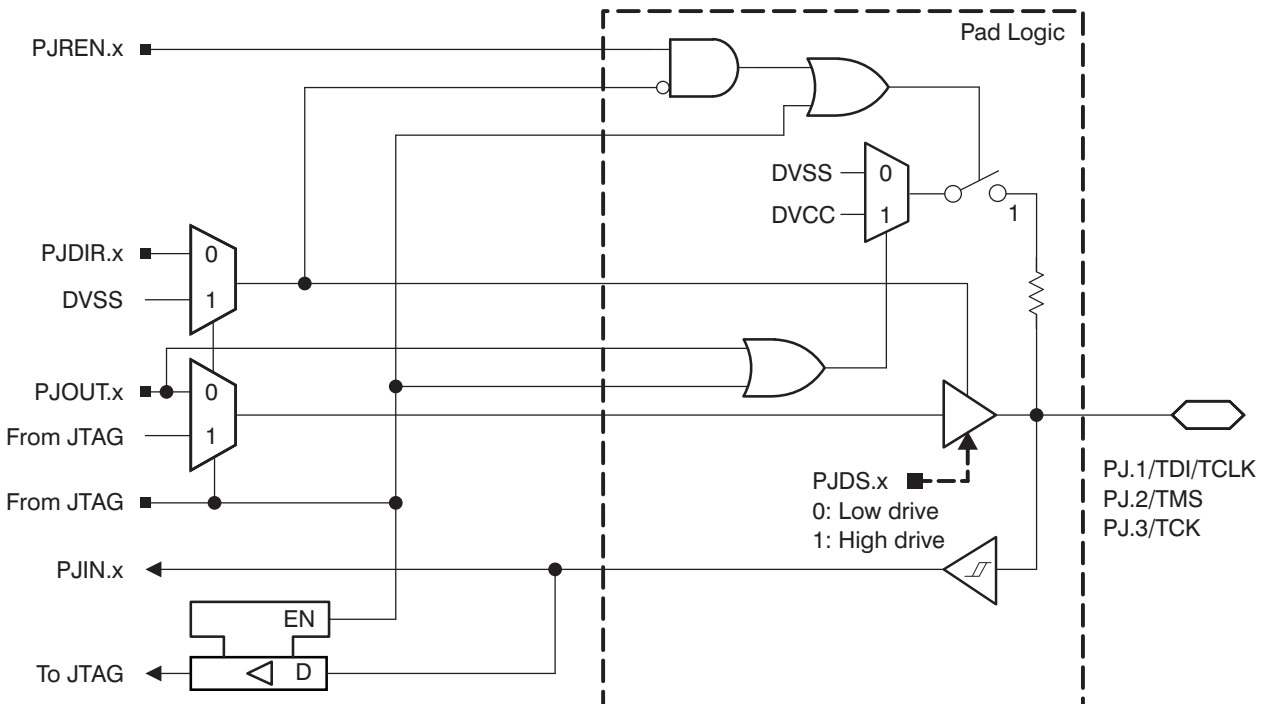 Pad Logic
PJREN.x
DVSS
0
DVCC
1
1
PJDIR.x
0
DVSS
1
PJOUT.x
0
From JTAG
1
PJDS.x
0: Low drive
1: High drive
PJ.1/TDI/TCLK
PJ.2/TMS
PJ.3/TCK
From JTAG
PJIN.x
EN
To JTAG
D